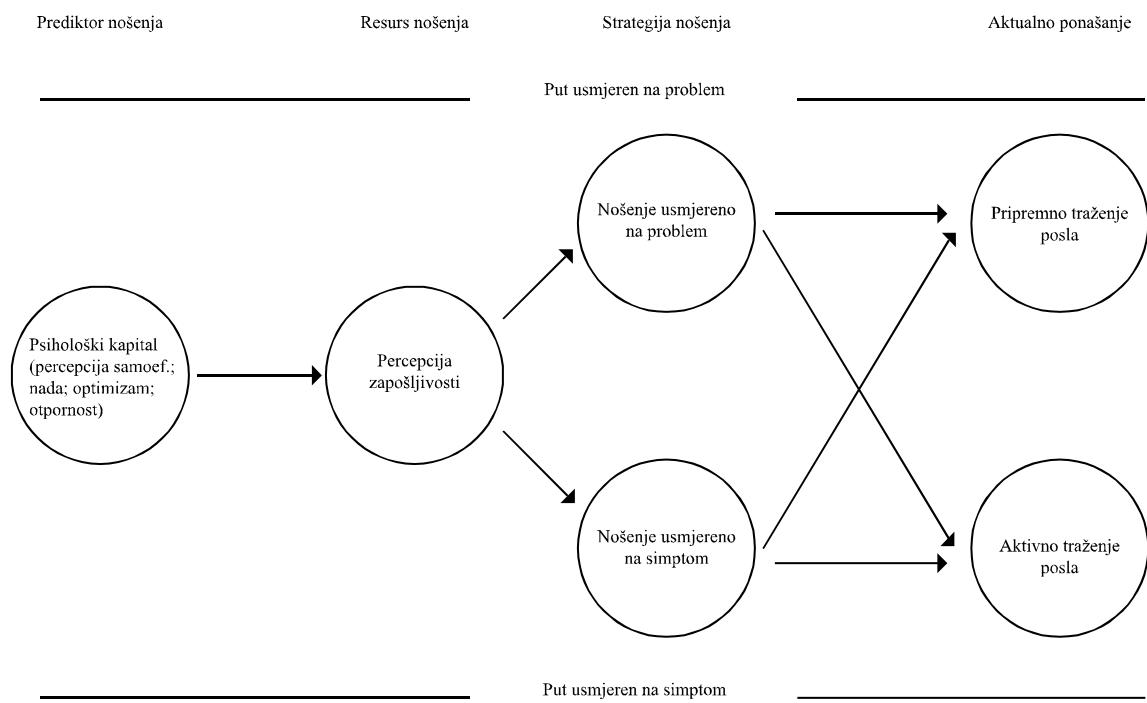 Prediktor nošenja
Resurs nošenja
Strategija nošenja
Aktualno ponašanje
Put usmjeren na problem
Nošenje usmjereno
na problem
Pripremno traženje
posla
Psihološki kapital
(percepcija samoef.;
nada; optimizam;
otpornost)
Percepcija
zapošljivosti
Nošenje usmjereno
na simptom
Aktivno traženje
posla
Put usmjeren na simptom